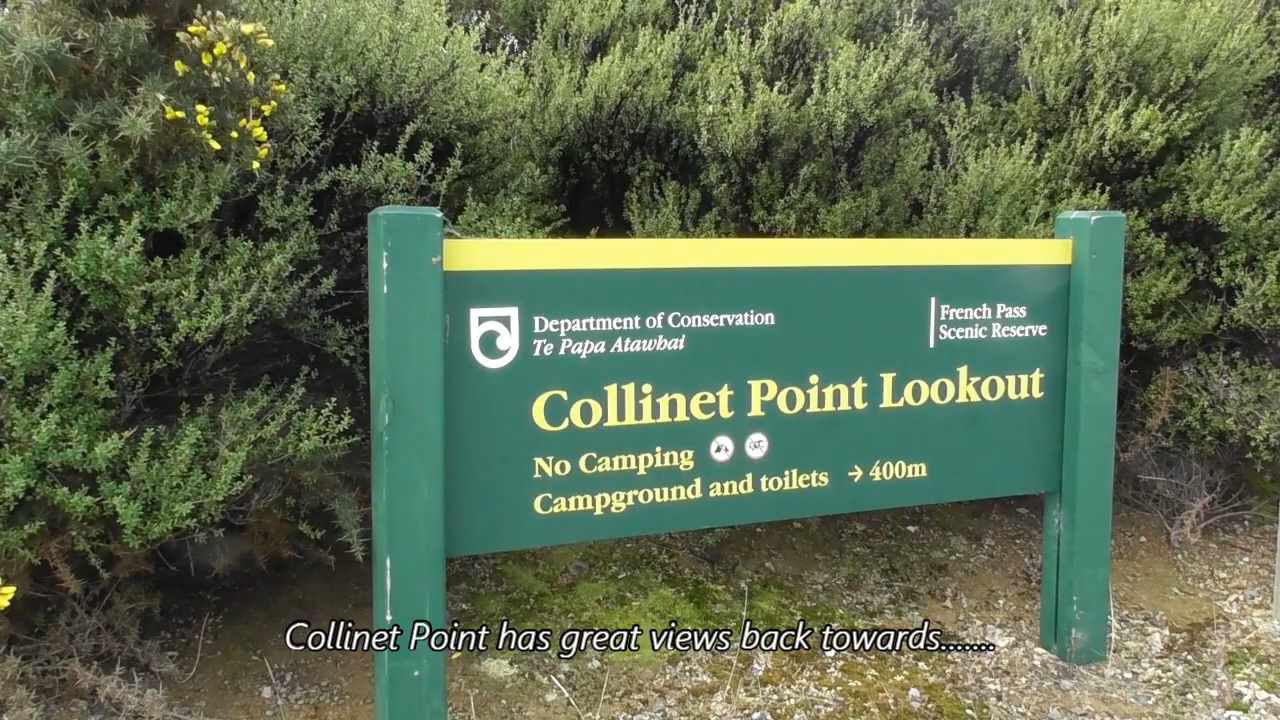 Department of Conservation
Te Papa Atawhai
French Pass
Scenic Reserve
Collinet Point Lookout
No Camping
Campground and toilets → 400m
Collinet Point has great views back towards.......